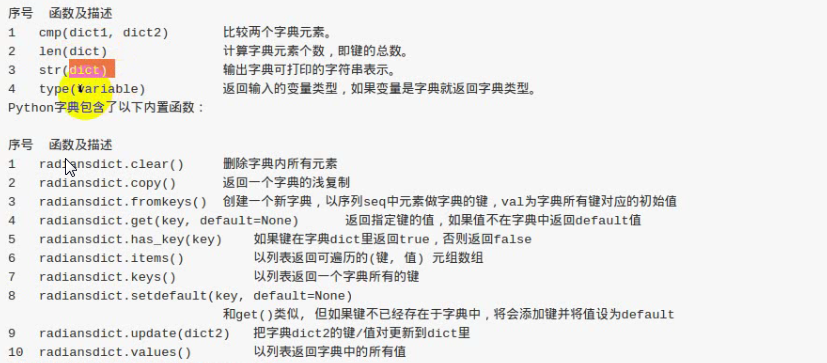 序号 函数及描述
1 cmp(dict1, dict2) 比较两个字典元素。
2 len(dict) 计算字典元素个数，即键的总数。
3 str(dict) 输出字典可打印的字符串表示。
4 type(variable) 返回输入的变量类型，如果变量是字典就返回字典类型。
Python字典包含了以下内置函数：
序号 函数及描述
1 radiansdict.clear() 删除字典内所有元素
2 radiansdict.copy() 返回一个字典的浅复制
3 radiansdict.fromkeys() 创建一个新字典，以序列seq中元素做字典的键，val为字典所有键对应的初始值
4 radiansdict.get(key, default=None) 返回指定键的值，如果值不在字典中返回default值
5 radiansdict.has_key(key) 如果键在字典dict里返回true，否则返回false
6 radiansdict.items() 以列表返回可遍历的(键, 值) 元组数组
7 radiansdict.keys() 以列表返回一个字典所有的键
8 radiansdict.setdefault(key, default=None)
和get()类似, 但如果键不已经存在于字典中，将会添加键并将值设为default
9 radiansdict.update(dict2) 把字典dict2的键/值对更新到dict里
10 radiansdict.values() 以列表返回字典中的所有值